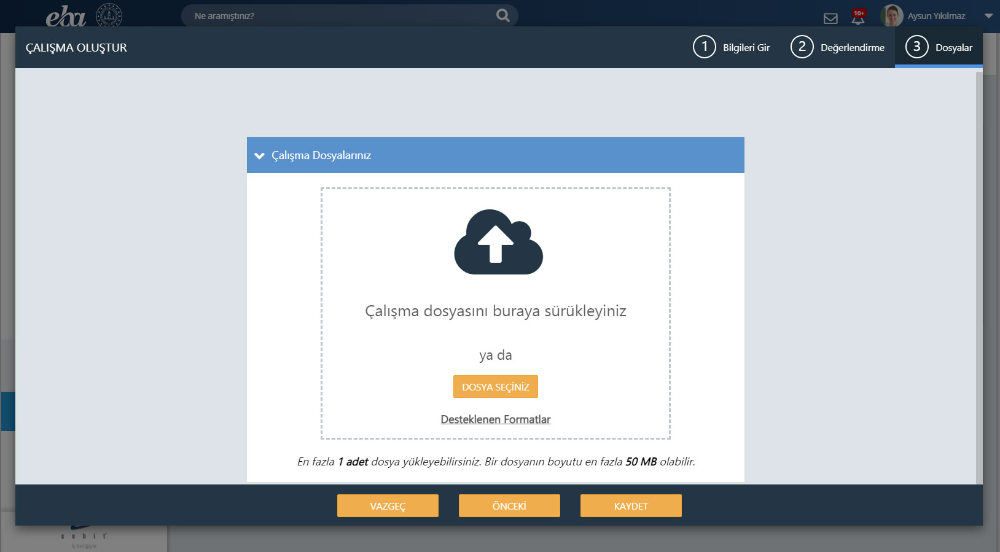 eba
Ne aramıştınız?
10+
Aysun Yıkılmaz
ÇALIŞMA OLUŞTUR
1 Bilgileri Gir
2 Değerlendirme
3 Dosyalar
Çalışma Dosyalarınız
Çalışma dosyasını buraya sürükleyiniz
ya da
DOSYA SEÇİNİZ
Desteklenen Formatlar
En fazla 1 adet dosya yükleyebilirsiniz. Bir dosyanın boyutu en fazla 50 MB olabilir.
VAZGEÇ
ÖNCEKİ
KAYDET
sebit
İş birliğiyle